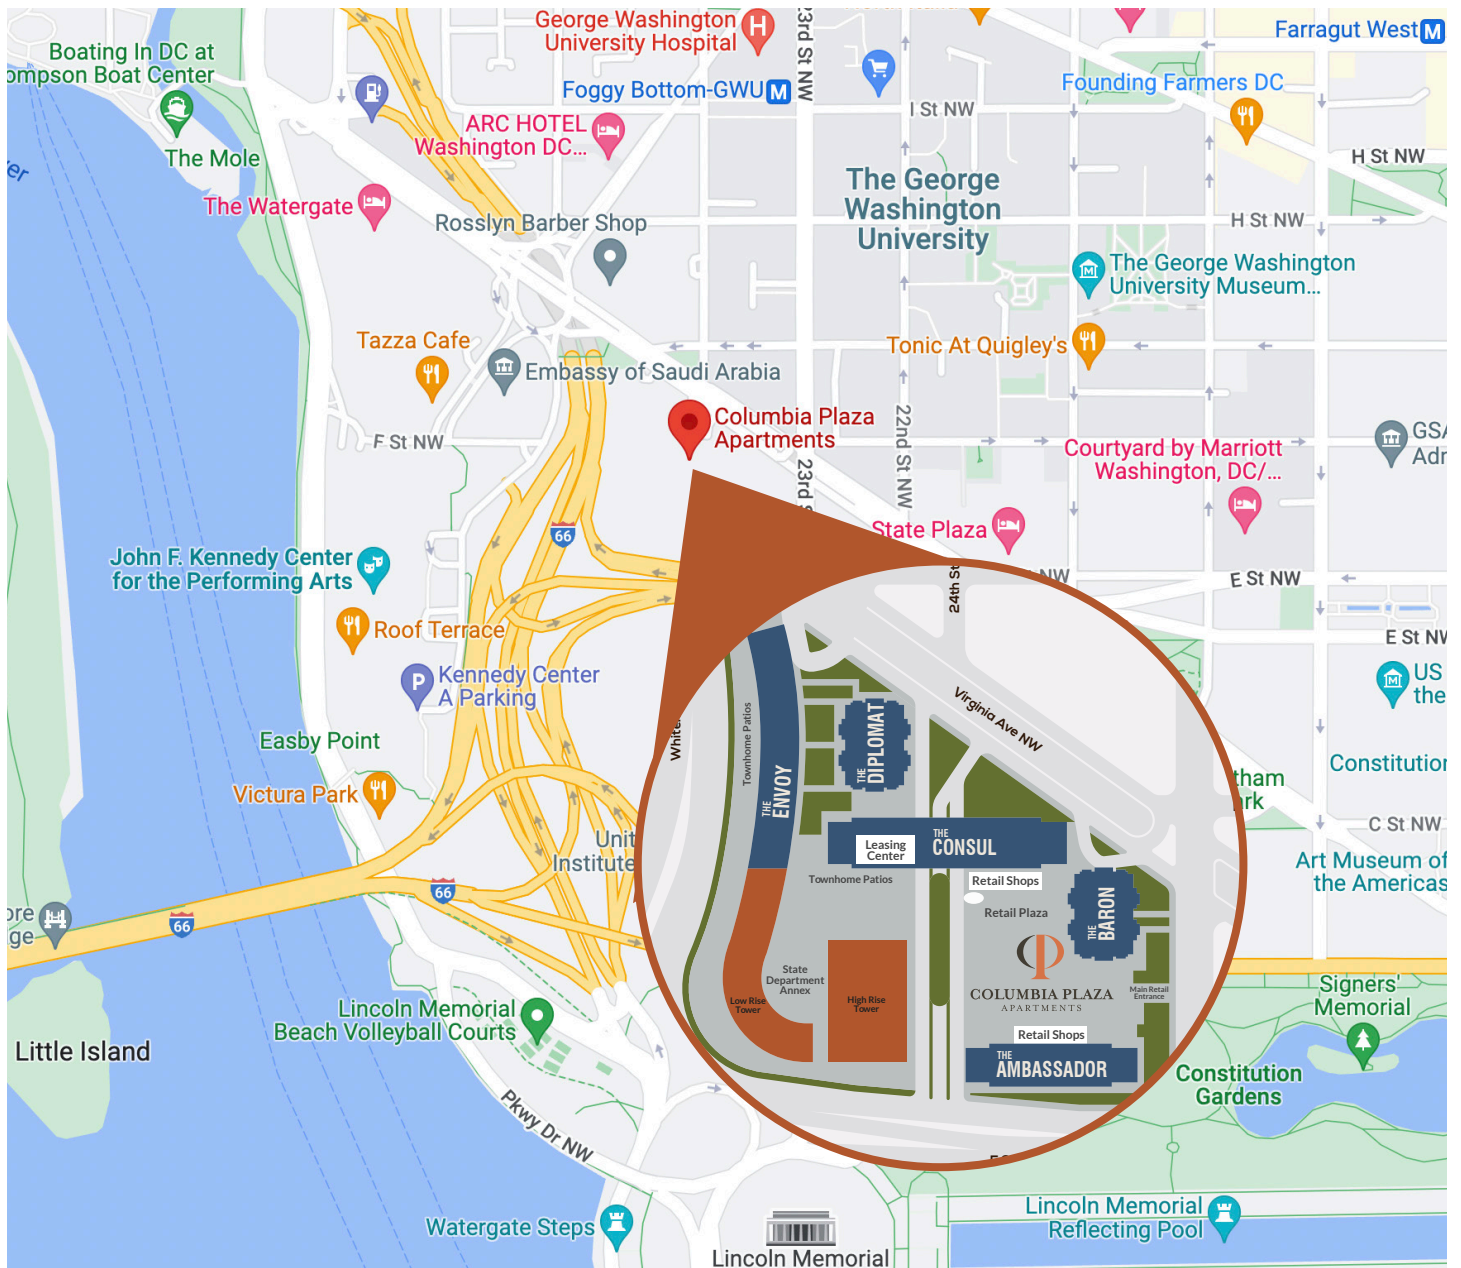 George Washington
University Hospital
23rd St NW
Farragut West
M
Boating In DC at
ompson Boat Center
Foggy Bottom-GWU
M
Founding Farmers DC
I St NW
ARC HOTEL
Washington DC...
The Mole
H St NW
The Watergate
The George
Washington
University
Rosslyn Barber Shop
H St NW
The George Washington
University Museum...
Tazza Cafe
Tonic At Quigley's
Embassy of Saudi Arabia
Columbia Plaza
Apartments
22nd St NW
F St NW
23rd S
Courtyard by Marriott
Washington, DC/...
GSA
Adr
State Plaza
66
John F. Kennedy Center
for the Performing Arts
NW
E St NW
24th St
Roof Terrace
E St NW
Kennedy Center
A Parking
P
US
the
Virginia Ave NW
Easby Point
Townhome Patios
THE
DIPLOMAT
THE
ENVOY
Constitution
tham
ark
Victura Park
C St NW
Unit
Institute
THE
CONSUL
Leasing
Center
Art Museum of
the Americas
Townhome Patios
Retail Shops
66
66
ore
ge
Retail Plaza
THE
BARON
State
Department
Annex
Low Rise
Tower
High Rise
Tower
COLUMBIA PLAZA
APARTMENTS
Main Retail
Entrance
Signers'
Memorial
Lincoln Memorial
Beach Volleyball Courts
Retail Shops
THE
AMBASSADOR
Little Island
Constitution
Gardens
Pkwy Dr NW
Lincoln Memorial
Reflecting Pool
Watergate Steps
Lincoln Memorial